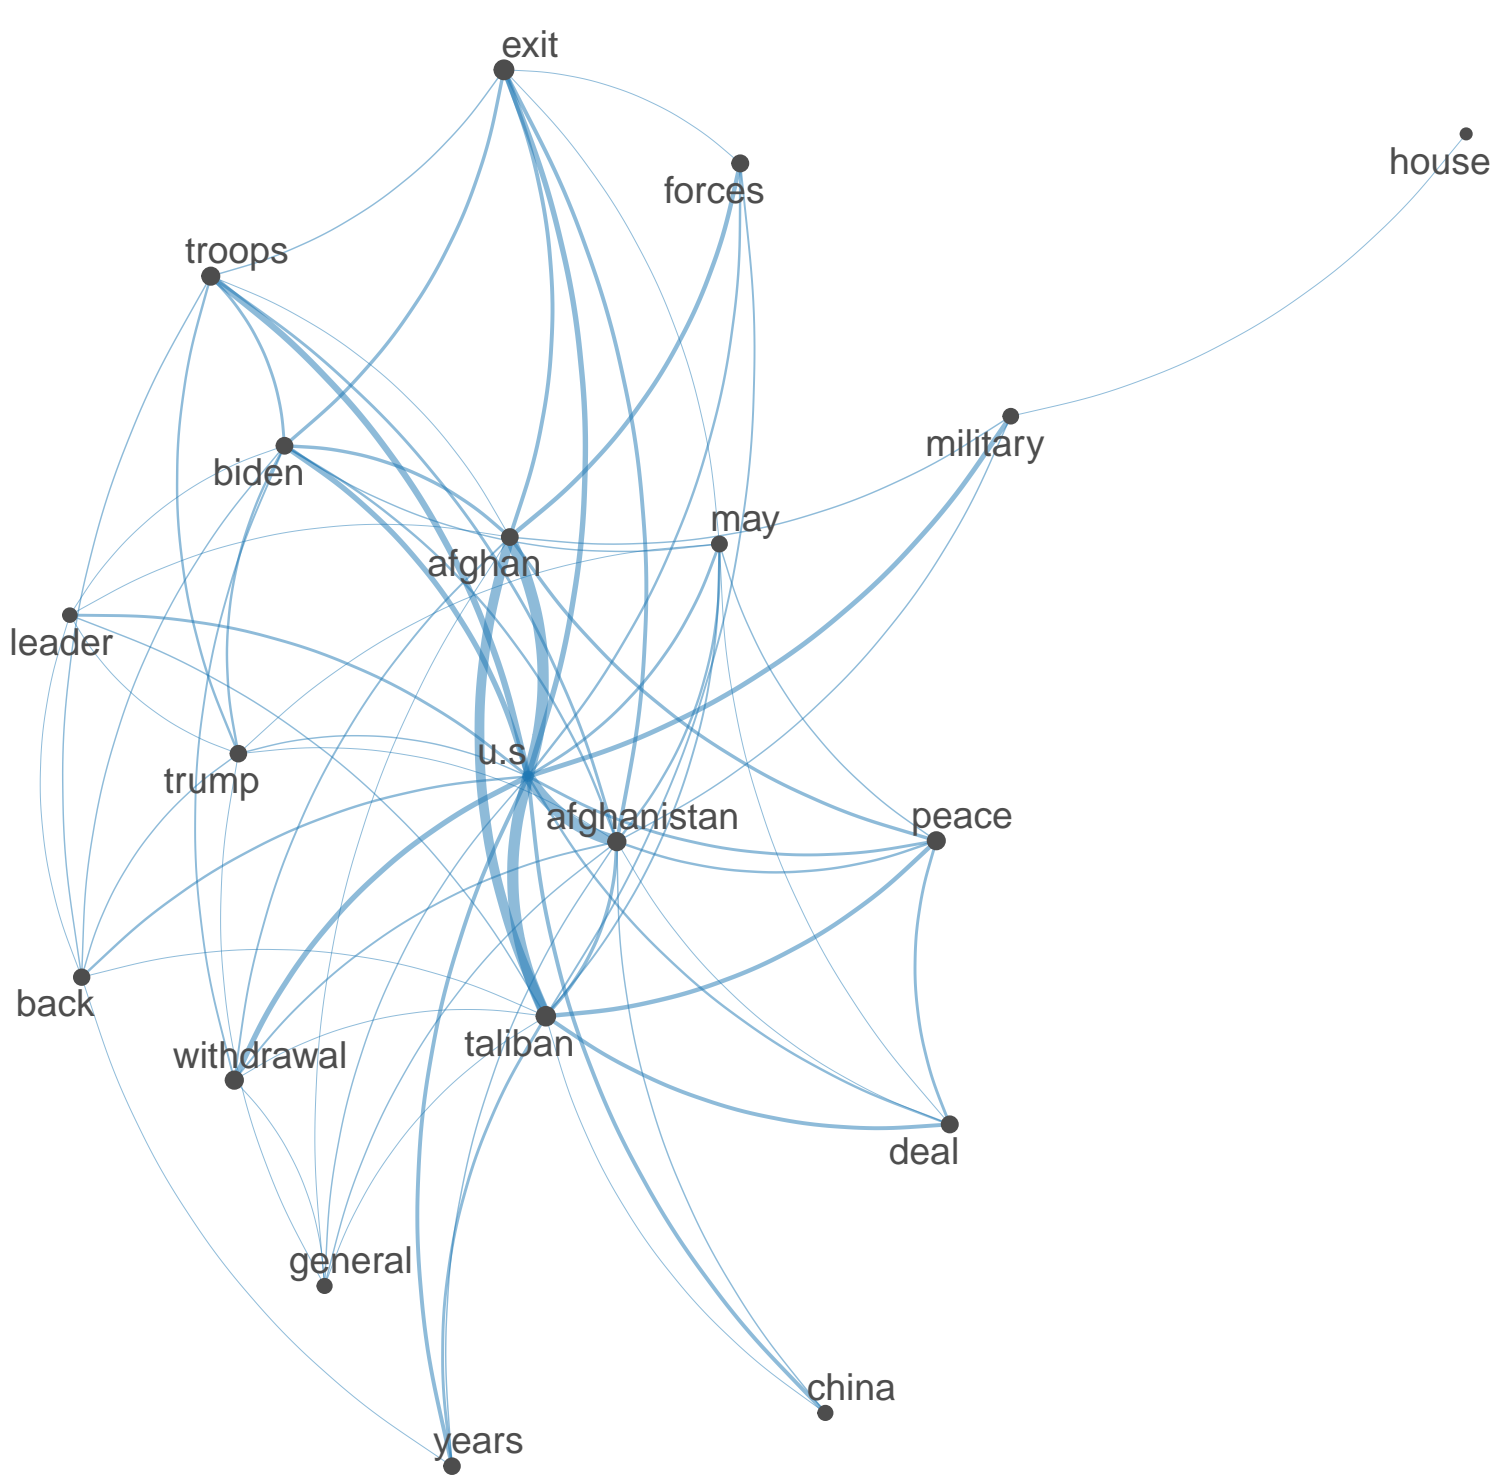 exit
house
forces
troops
military
biden
may
afghan
leader
u.s
trump
afghanistan
peace
back
taliban
withdrawal
deal
general
china
years